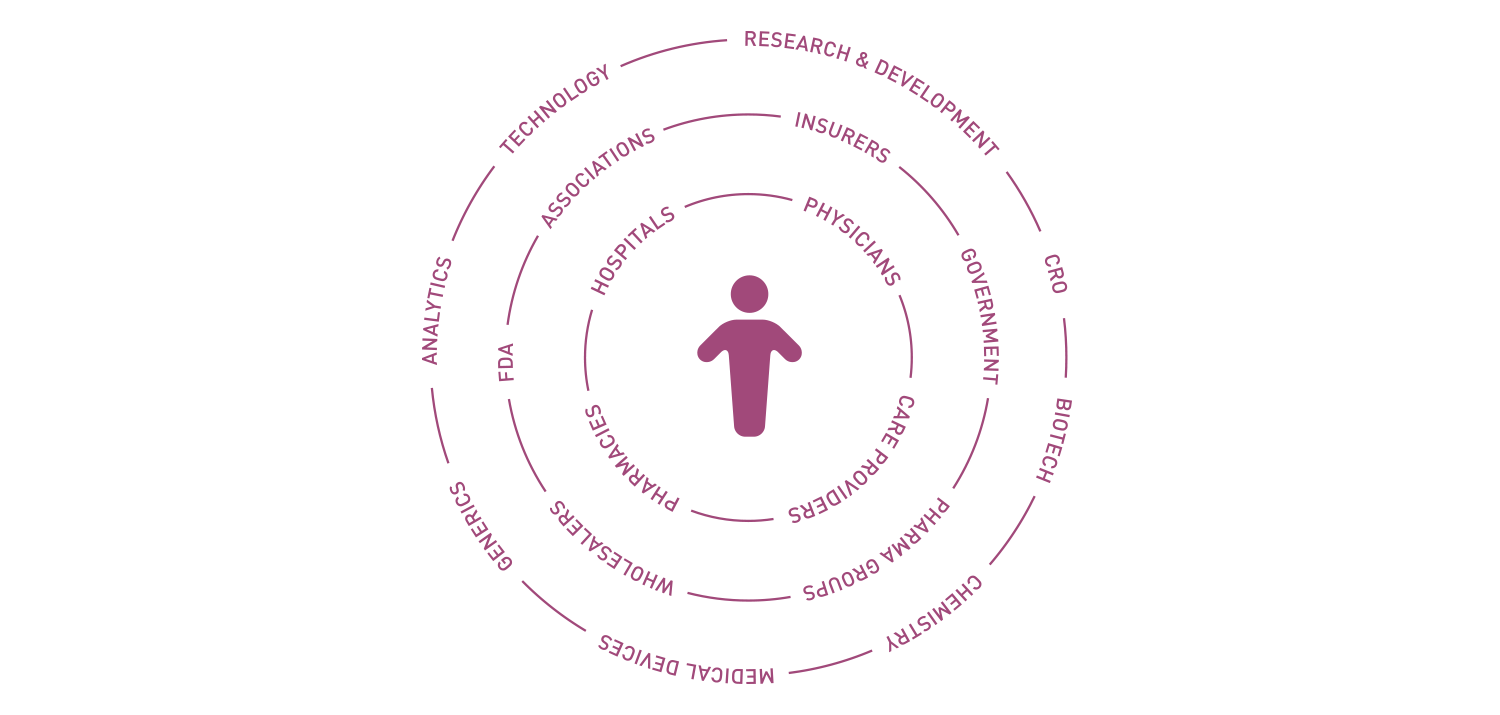 RESEARCH & DEVELOPMENT
CRO
BIOTECH
CHEMISTRY
MEDICAL DEVICES
GENERICS
ANALYTICS
TECHNOLOGY
INSURERS
GOVERNMENT
PHARMA GROUPS
WHOLESALERS
FDA
ASSOCIATIONS
PHYSICIANS
CARE PROVIDERS
PHARMACIES
HOSPITALS